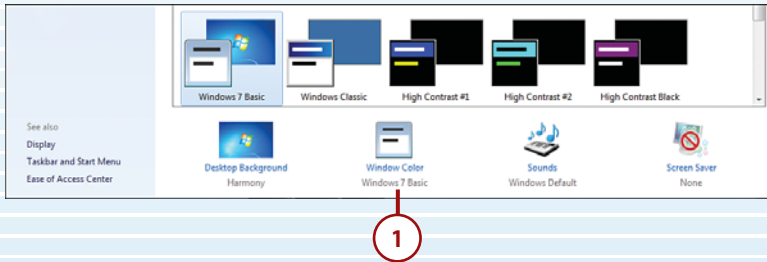 Windows 7 Basic
Windows Classic
High Contrast #1
High Contrast #2
High Contrast Black
See also
Display
Taskbar and Start Menu
Ease of Access Center
Desktop Background
Harmony
Window Color
Windows 7 Basic
Sounds
Windows Default
Screen Saver
None
1